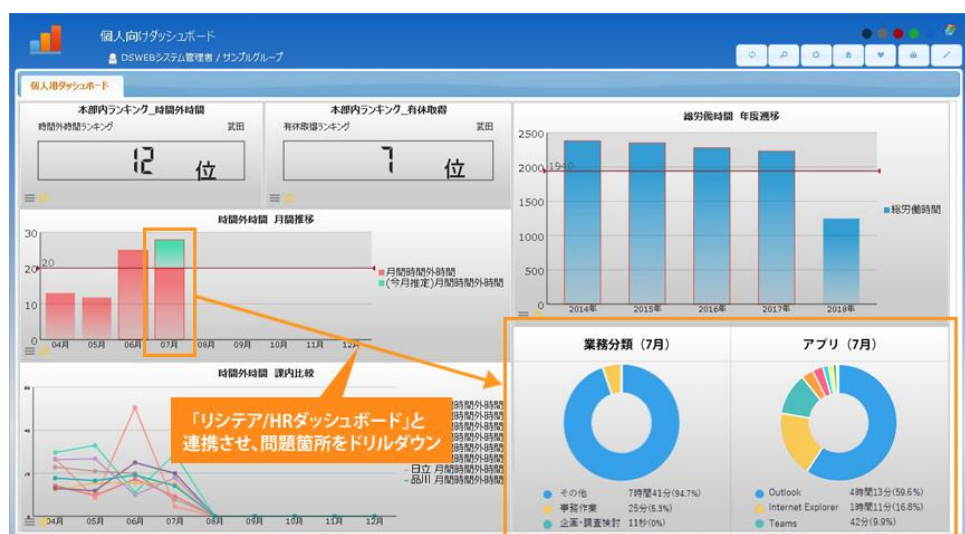 個人向けダッシュボード
DSWEBシステム管理者 / サンプルグループ
個人用ダッシュボード
本部内ランキング_時間外時間
時間外時間ランキング 武田
12 位
本部内ランキング_有休取得
有休取得ランキング 武田
7 位
総労働時間 年度遷移
2500
2000
1940
1500
1000
500
0
2014年 2015年 2016年 2017年 2018年
総労働時間
時間外時間 月間推移
30
20
20
10
0
04月 05月 06月 07月 08月 09月 10月 11月 12月
月間時間外時間
(今月推定)月間時間外時間
時間外時間 課内比較
「リシテア/HRダッシュボード」と
連携させ、問題箇所をドリルダウン
日立 月間時間外時間
品川 月間時間外時間
04月 05月 06月 07月 08月 09月 10月 11月 12月
業務分類（7月）
その他 7時間41分(94.7%)
事務作業 25分(5.3%)
企画・調査検討 11秒(0%)
アプリ（7月）
Outlook 4時間13分(59.6%)
Internet Explorer 1時間11分(16.8%)
Teams 42分(9.9%)